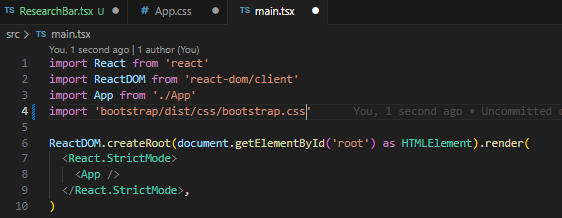 TS ResearchBar.tsx U TS App.css TS main.tsx
src > TS main.tsx
You, 1 second ago | 1 author (You)
1 import React from 'react'
2 import ReactDOM from 'react-dom/client'
3 import App from './App'
4 import 'bootstrap/dist/css/bootstrap.css' You, 1 second ago • Uncommitted c
5
6 ReactDOM.createRoot(document.getElementById('root') as HTMLElement).render(
7 <React.StrictMode>
8 <App />
9 </React.StrictMode>,
10 )